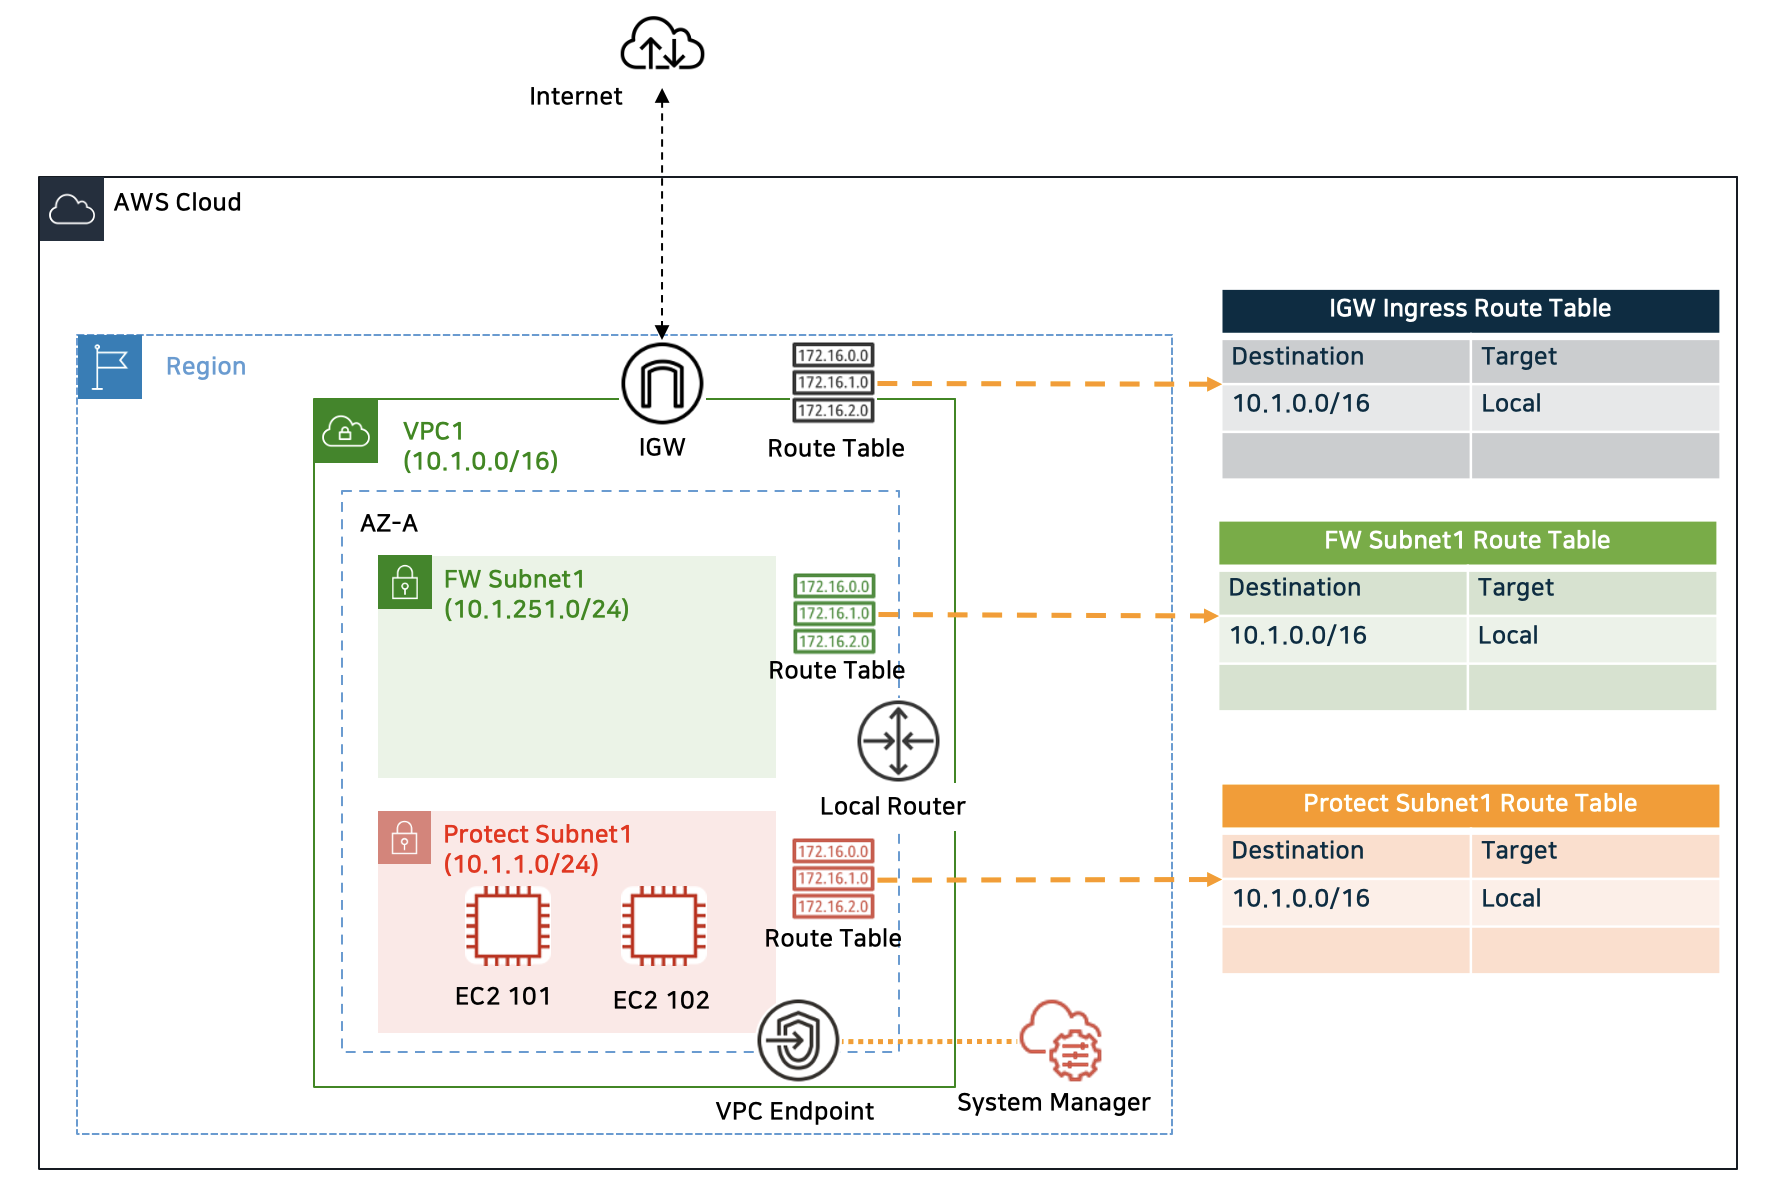 Internet
AWS Cloud
Region
VPC1
(10.1.0.0/16)
IGW
172.16.0.0
172.16.1.0
172.16.2.0
Route Table
IGW Ingress Route Table
Destination Target
10.1.0.0/16 Local
AZ-A
FW Subnet1
(10.1.251.0/24)
172.16.0.0
172.16.1.0
172.16.2.0
Route Table
FW Subnet1 Route Table
Destination Target
10.1.0.0/16 Local
Local Router
Protect Subnet1
(10.1.1.0/24)
EC2 101
EC2 102
172.16.0.0
172.16.1.0
172.16.2.0
Route Table
Protect Subnet1 Route Table
Destination Target
10.1.0.0/16 Local
VPC Endpoint
System Manager